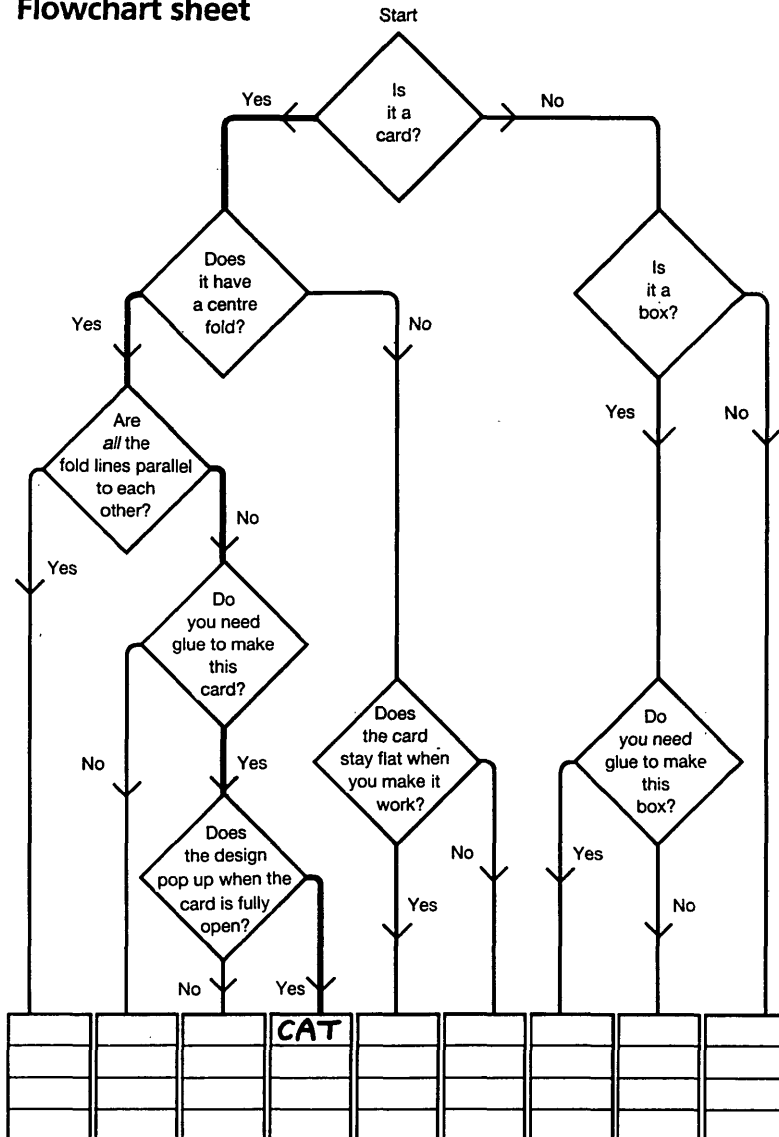 Flowchart sheet
Start
Is
it a
card?
Yes
No
Does
it have
a centre
fold?
Is
it a
box?
Yes
No
Yes
No
Are
all the
fold lines parallel
to each
other?
No
Yes
Do
you need
glue to make
this
card?
Does
the card
stay flat when
you make it
work?
Do
you need
glue to make
this
box?
No
Yes
Does
the design
pop up when the
card is fully
open?
No
Yes
Yes
No
No
Yes
CAT